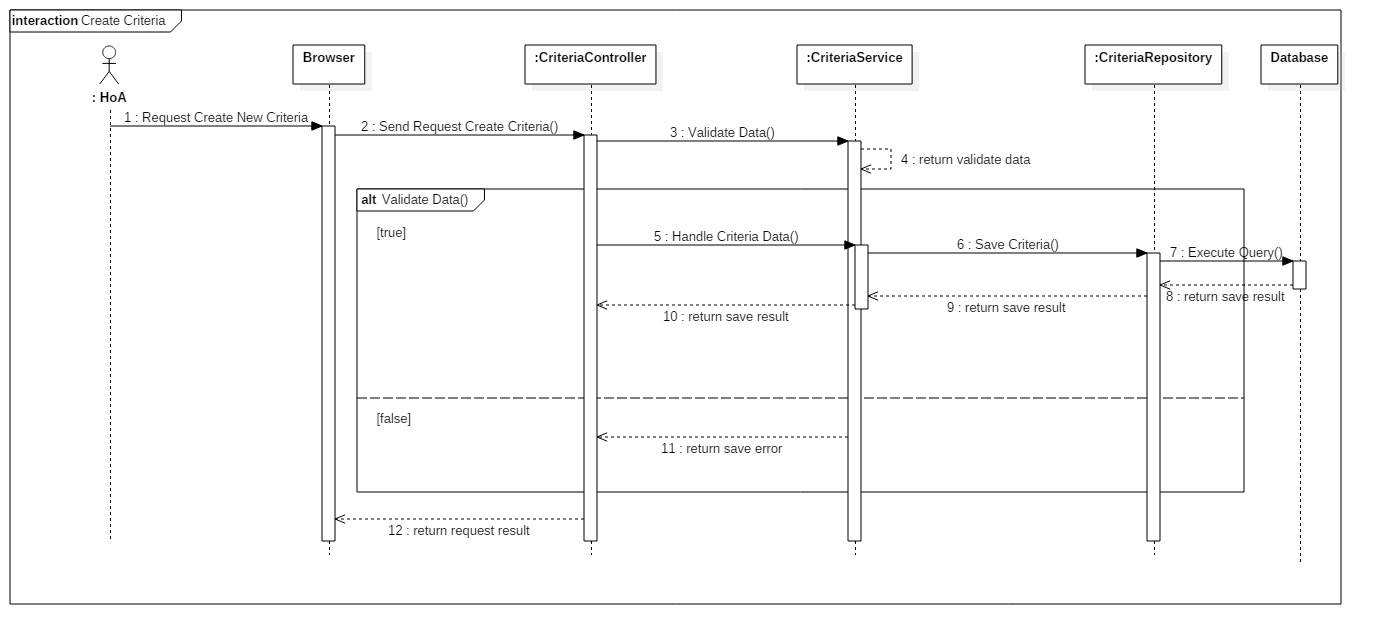 interaction Create Criteria
: HoA
Browser
:CriteriaController
:CriteriaService
:CriteriaRepository
Database
1 : Request Create New Criteria
2 : Send Request Create Criteria()
3 : Validate Data()
4 : return validate data
alt Validate Data()
[true]
5 : Handle Criteria Data()
6 : Save Criteria()
7 : Execute Query()
8 : return save result
9 : return save result
10 : return save result
[false]
11 : return save error
12 : return request result